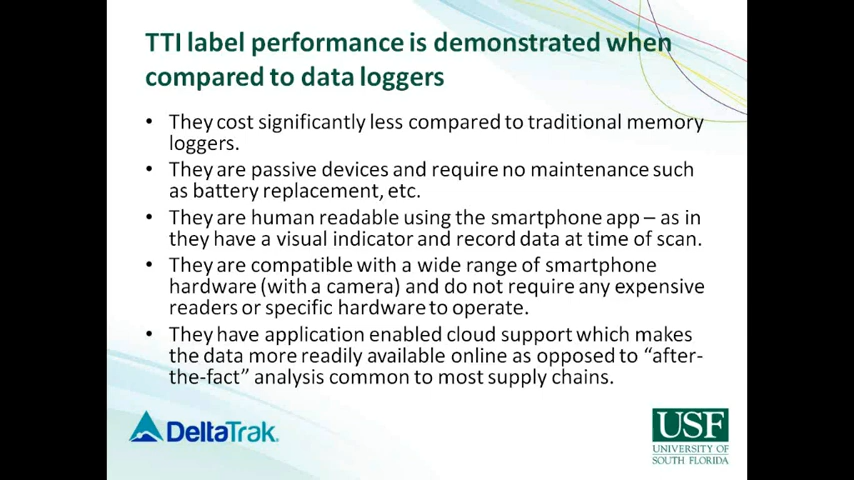 TTI label performance is demonstrated when
compared to data loggers
• They cost significantly less compared to traditional memory
loggers.
• They are passive devices and require no maintenance such
as battery replacement, etc.
• They are human readable using the smartphone app – as in
they have a visual indicator and record data at time of scan.
• They are compatible with a wide range of smartphone
hardware (with a camera) and do not require any expensive
readers or specific hardware to operate.
• They have application enabled cloud support which makes
the data more readily available online as opposed to “after-
the-fact” analysis common to most supply chains.
DeltaTrak.
USF
UNIVERSITY OF
SOUTH FLORIDA